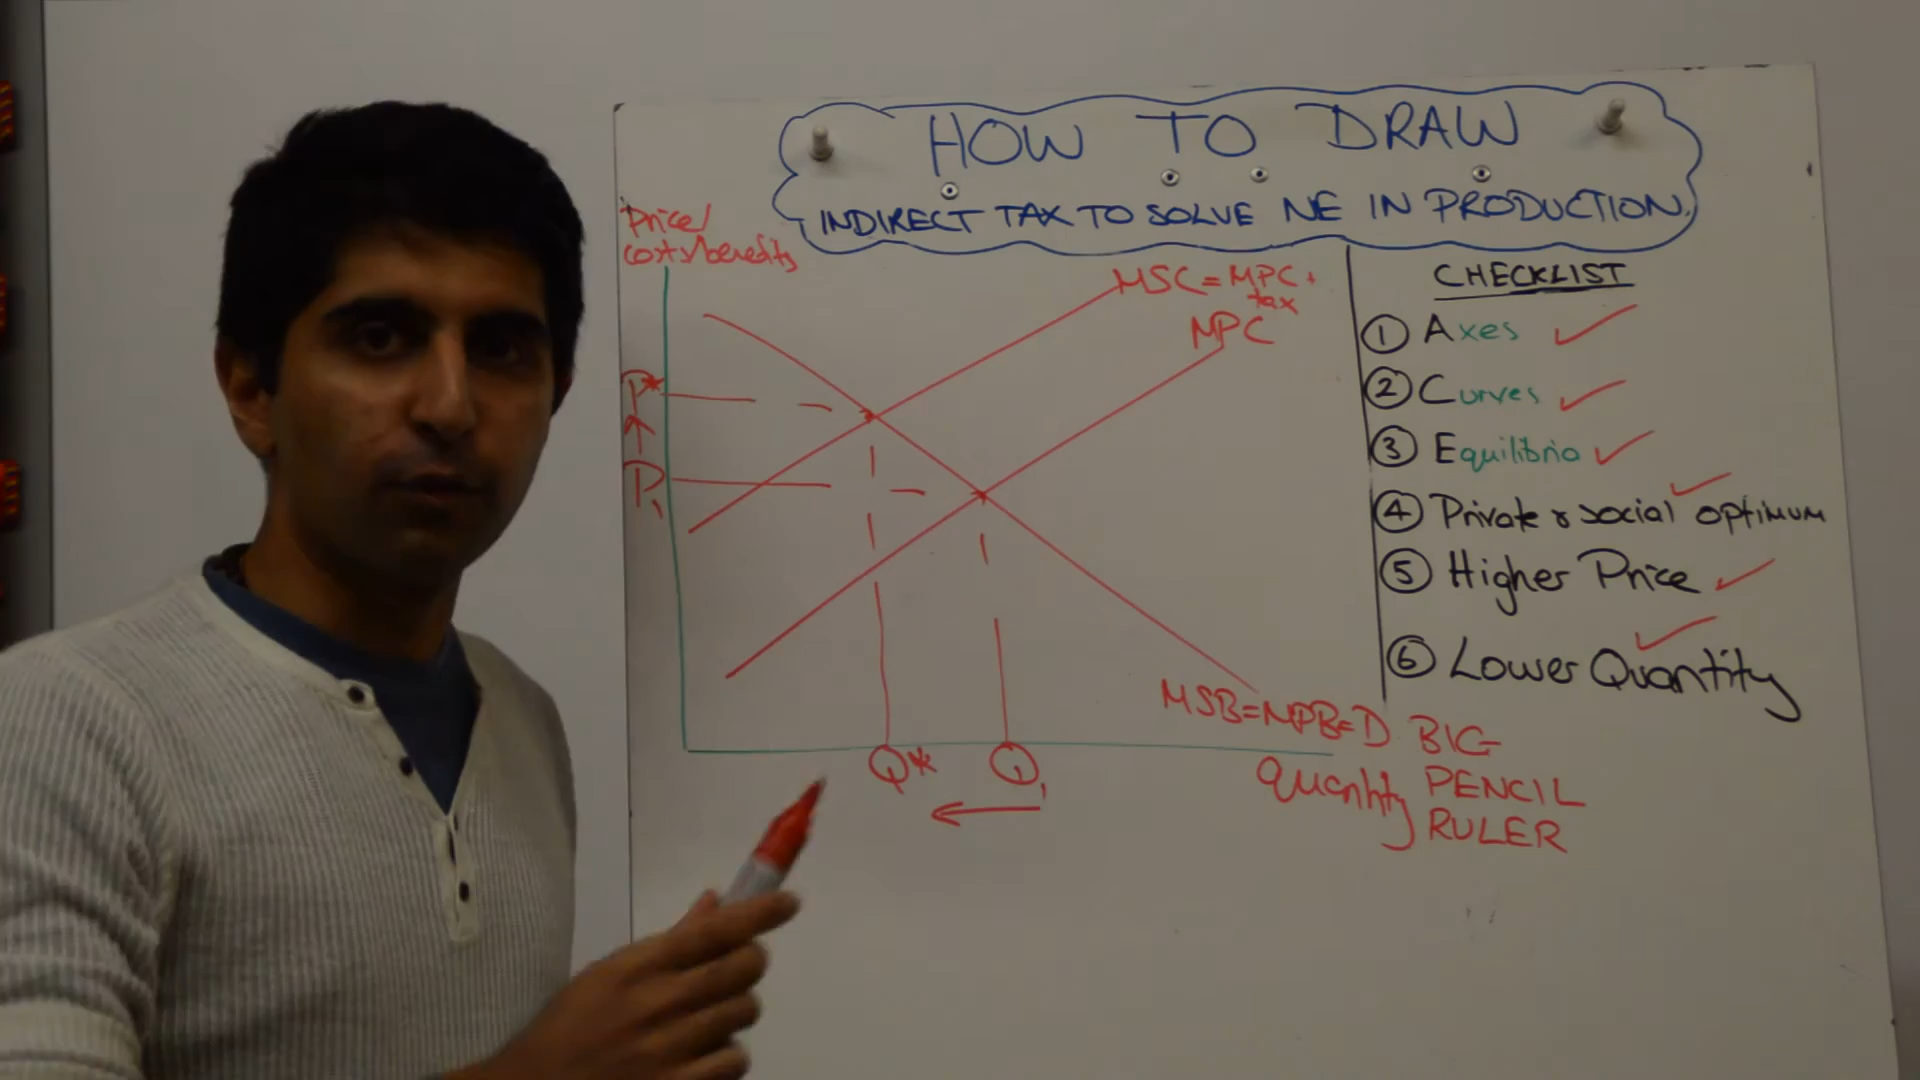 HOW TO DRAW
INDIRECT TAX TO SOLVE NE IN PRODUCTION.
Price/
costs/benefits
MSC = MPC +
tax
MPC
P*
P1
MSB=MPB=D
Q*
Q1
quantity
CHECKLIST
① Axes
② Curves
③ Equilibria
④ Private & social optimum
⑤ Higher Price
⑥ Lower Quantity
BIG
PENCIL
RULER